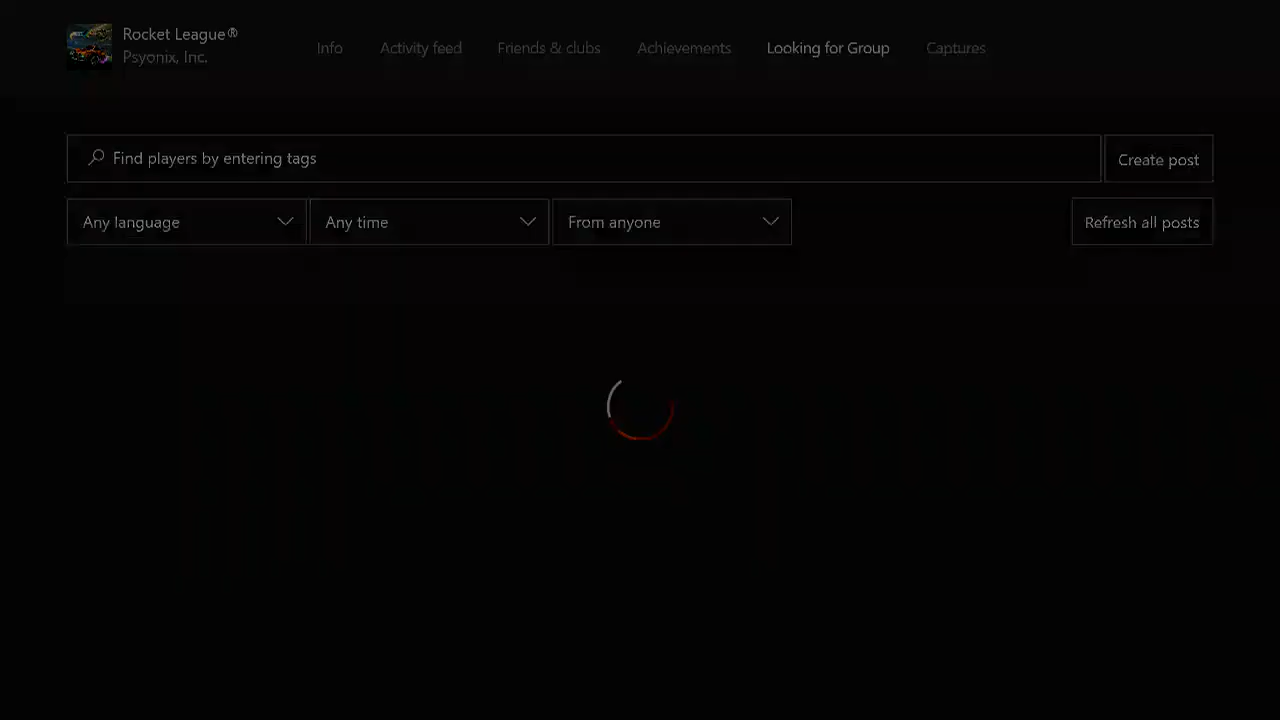 Rocket League®
Psyonix, Inc.
Info
Activity feed
Friends & clubs
Achievements
Looking for Group
Captures
Find players by entering tags
Create post
Any language
Any time
From anyone
Refresh all posts